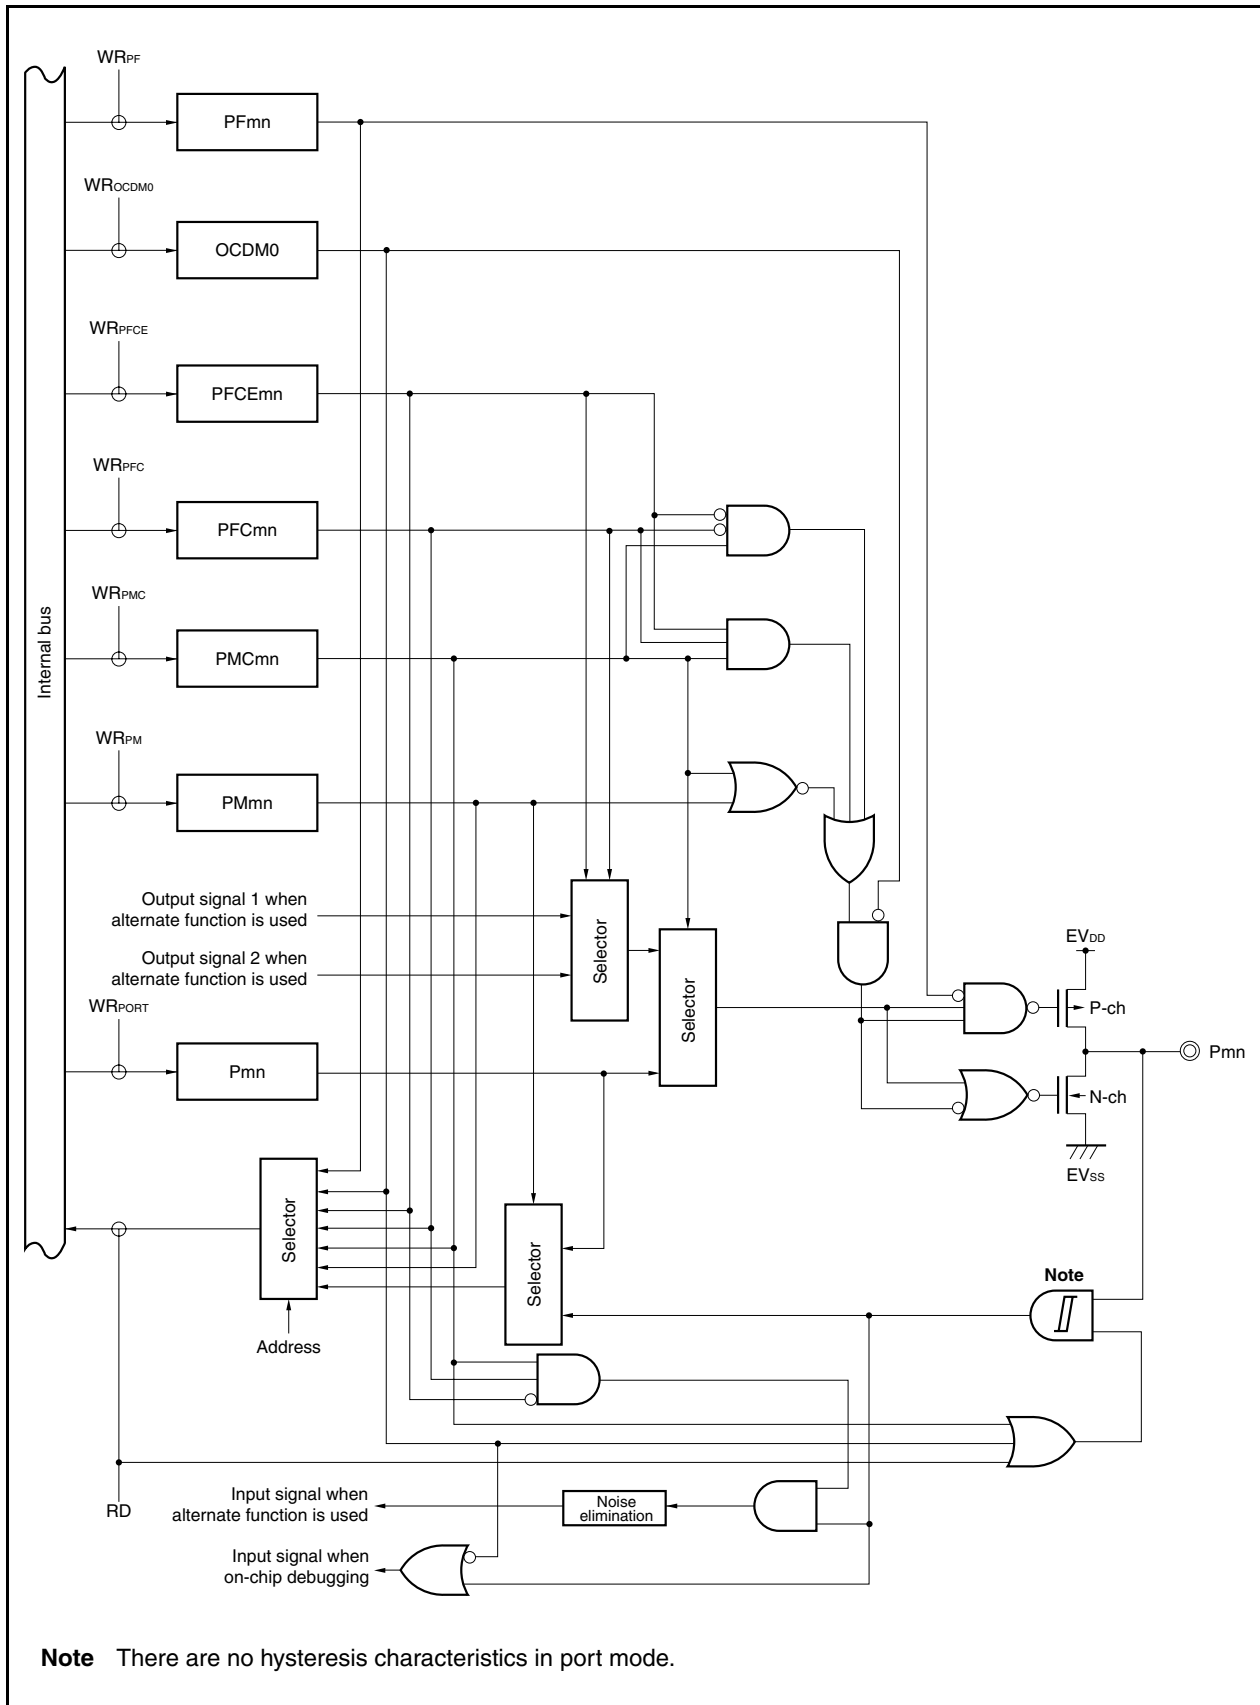 WRPF
PFmn
WROCDM0
OCDM0
WRPFCE
PFCEmn
WRPFC
PFCmn
WRPMC
PMCmn
Internal bus
WRPM
PMmn
Output signal 1 when
alternate function is used
Output signal 2 when
alternate function is used
Selector
Selector
WRPORT
Pmn
EVDD
P-ch
Pmn
N-ch
EVSS
Selector
Selector
Address
Note
RD
Input signal when
alternate function is used
Noise
elimination
Input signal when
on-chip debugging
Note There are no hysteresis characteristics in port mode.